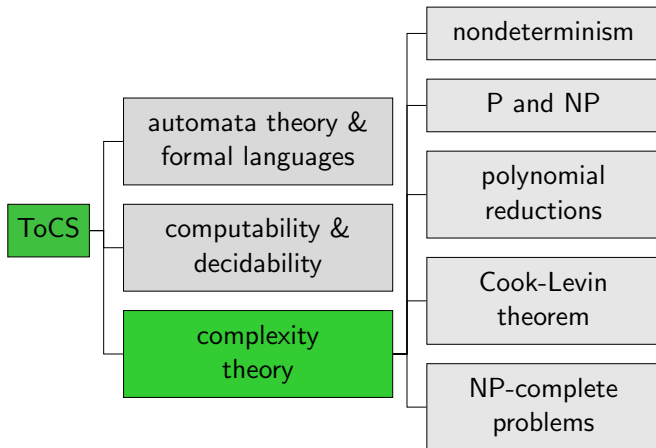 ToCS
automata theory &
formal languages
computability &
decidability
complexity
theory
nondeterminism
P and NP
polynomial
reductions
Cook-Levin
theorem
NP-complete
problems